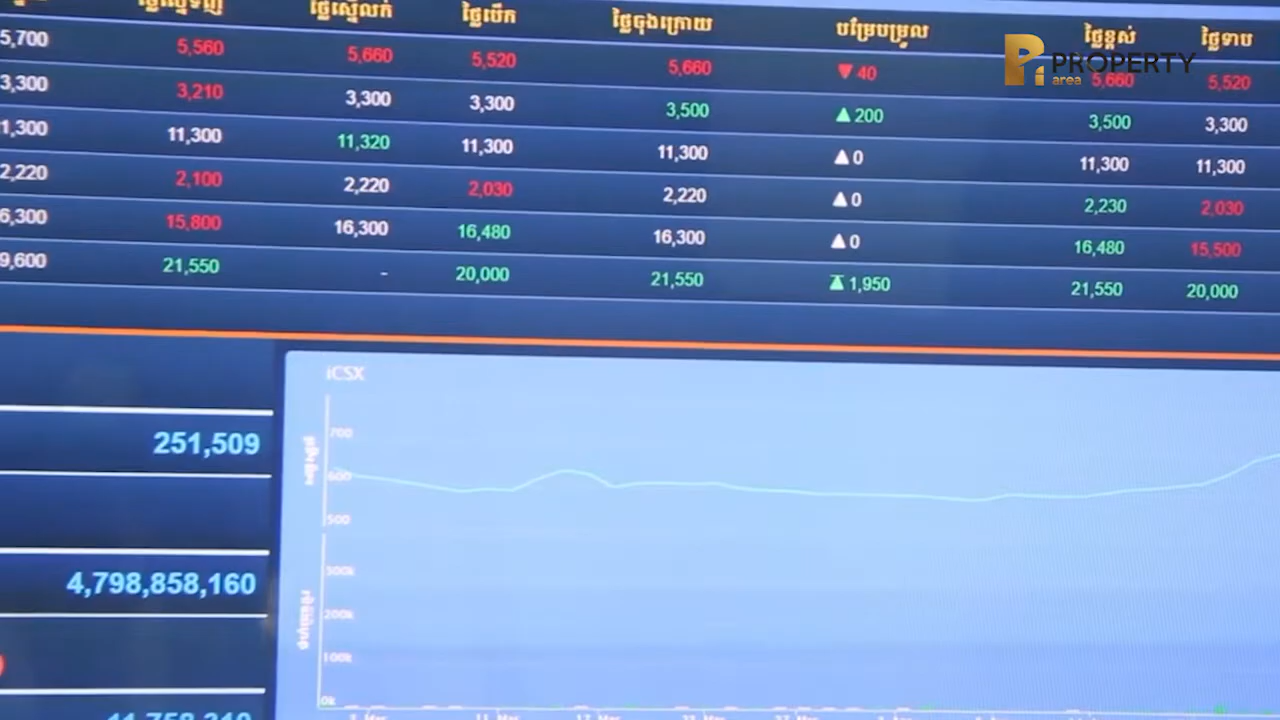 ថ្លៃស្នើទិញ ថ្លៃស្នើលក់ ថ្លៃបើក ថ្លៃចុងក្រោយ បម្រែបម្រួល ថ្លៃខ្ពស់ ថ្លៃទាប
PROPERTY
area
5,700 5,560 5,660 5,520 5,660 ▼40 5,660 5,520
3,300 3,210 3,300 3,300 3,500 ▲200 3,500 3,300
1,300 11,300 11,320 11,300 11,300 ▲0 11,300 11,300
2,220 2,100 2,220 2,030 2,220 ▲0 2,230 2,030
6,300 15,800 16,300 16,480 16,300 ▲0 16,480 15,500
9,600 21,550 - 20,000 21,550 1,950 21,550 20,000
iCSX
700
600
500
300k
200k
100k
0k
251,509
4,798,858,160